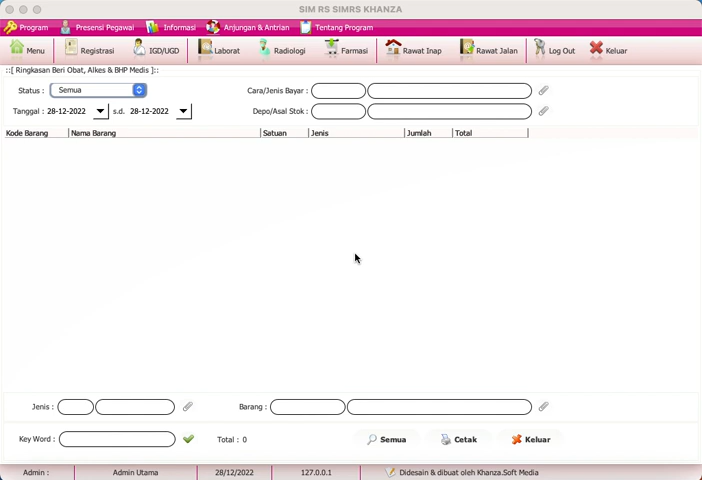 SIM RS SIMRS KHANZA
Program Presensi Pegawai Informasi Anjungan & Antrian Tentang Program
Menu Registrasi IGD/UGD Laborat Radiologi Farmasi Rawat Inap Rawat Jalan Log Out Keluar
::[ Ringkasan Beri Obat, Alkes & BHP Medis ]::
Status : Semua Cara/Jenis Bayar :
Tanggal : 28-12-2022 s.d. 28-12-2022 Depo/Asal Stok :
Kode Barang Nama Barang Satuan Jenis Jumlah Total
Jenis : Barang :
Key Word : Total : 0 Semua Cetak Keluar
Admin : Admin Utama 28/12/2022 127.0.0.1 Didesain & dibuat oleh Khanza.Soft Media